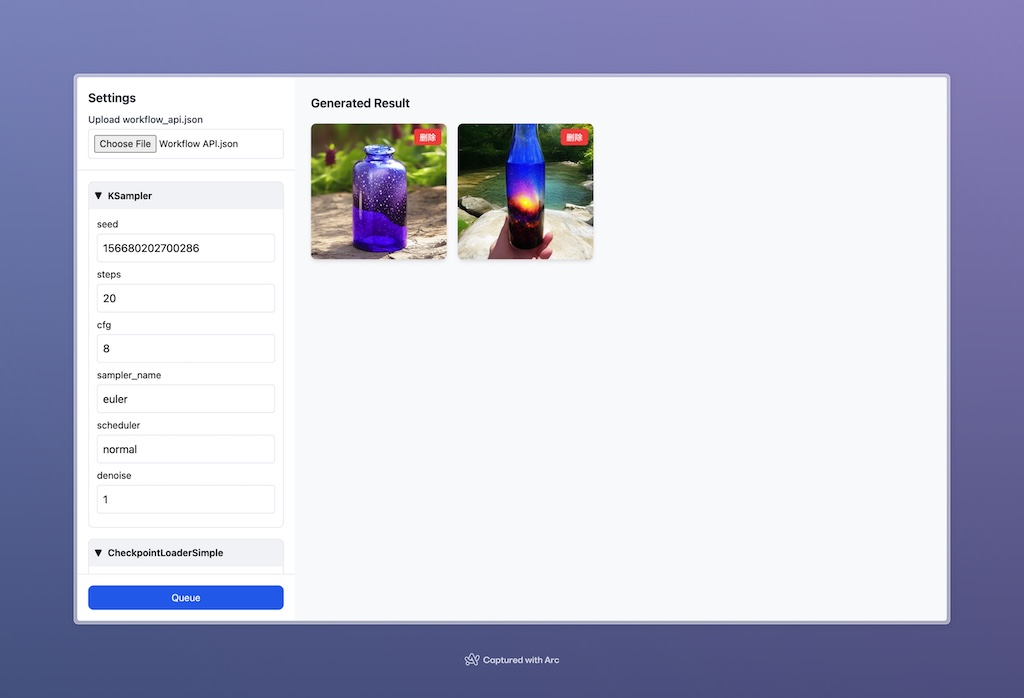 Settings
Upload workflow_api.json
Choose File Workflow API.json
▼ KSampler
seed
156680202700286
steps
20
cfg
8
sampler_name
euler
scheduler
normal
denoise
1
▼ CheckpointLoaderSimple
Queue
Generated Result
删除
删除
Captured with Arc